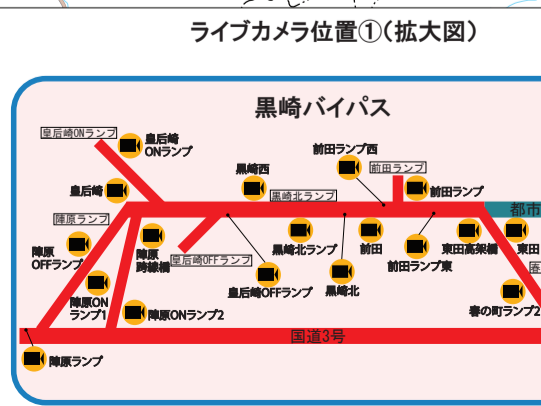 ライブカメラ位置①(拡大図)
黒崎バイパス
皇后崎ONランプ
皇后崎
ONランプ
前田ランプ西
黒崎西
前田ランプ
皇后崎
黒崎北ランプ
前田ランプ
都市
陣原ランプ
陣原
OFFランプ
陣原
跨線橋
皇后崎OFFランプ
黒崎北ランプ
前田
前田ランプ東
東田高架橋
東田
皇后崎OFFランプ
黒崎北
陣原ON
ランプ1
陣原ONランプ2
春の町ランプ2
国道3号
陣原ランプ